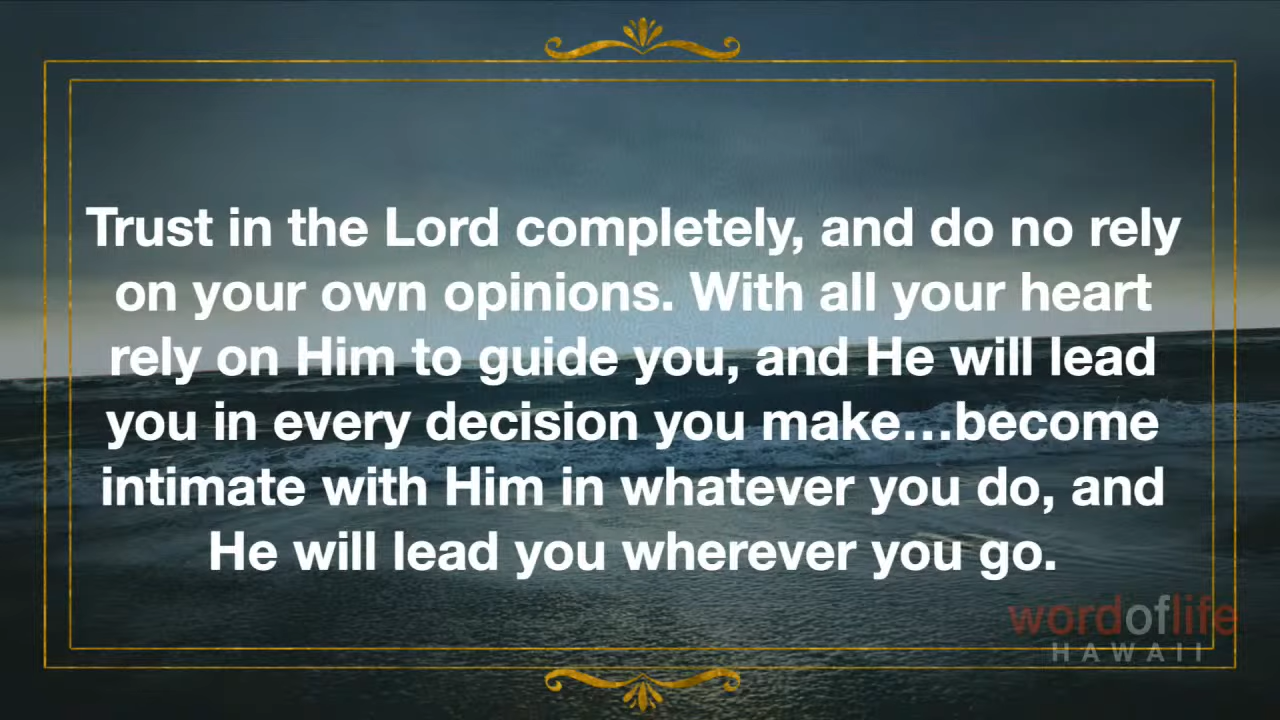 Trust in the Lord completely, and do no rely
on your own opinions. With all your heart
rely on Him to guide you, and He will lead
you in every decision you make...become
intimate with Him in whatever you do, and
He will lead you wherever you go.
wordoflife
HAWAII